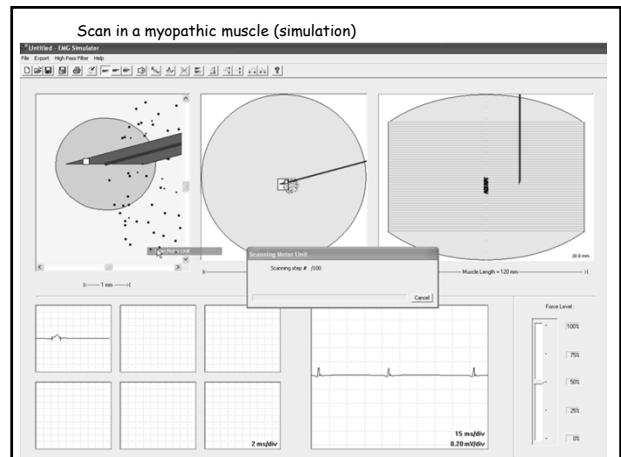 Scan in a myopathic muscle (simulation)
Untitled - EMG Simulator
File Export High Pass Filter Help
Motor Unit
Scanning Motor Unit
Scanning step # /100
Cancel
20.0 mm
1 mm
Muscle Length = 120 mm
Force Level :
100%
75%
50%
25%
0%
2 ms/div
15 ms/div
0.20 mV/div